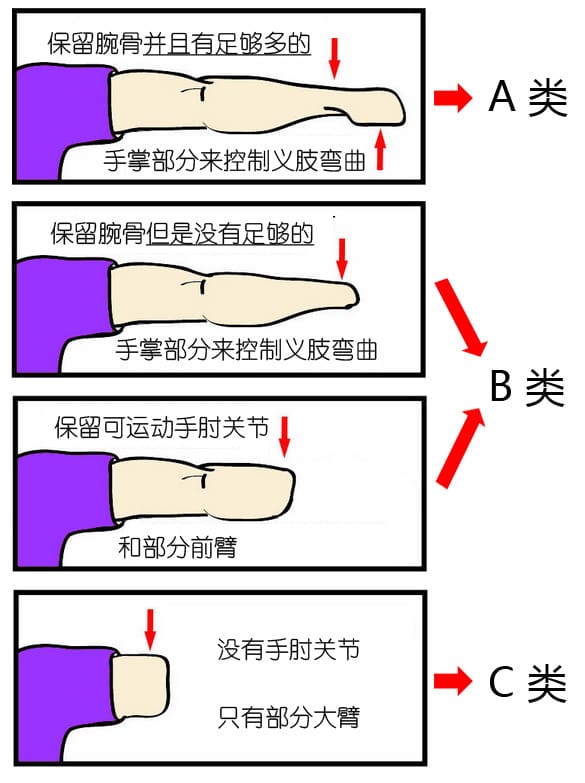 保留腕骨并且有足够多的
手掌部分来控制义肢弯曲
A 类
保留腕骨但是没有足够的
手掌部分来控制义肢弯曲
B 类
保留可运动手肘关节
和部分前臂
没有手肘关节
只有部分大臂
C 类